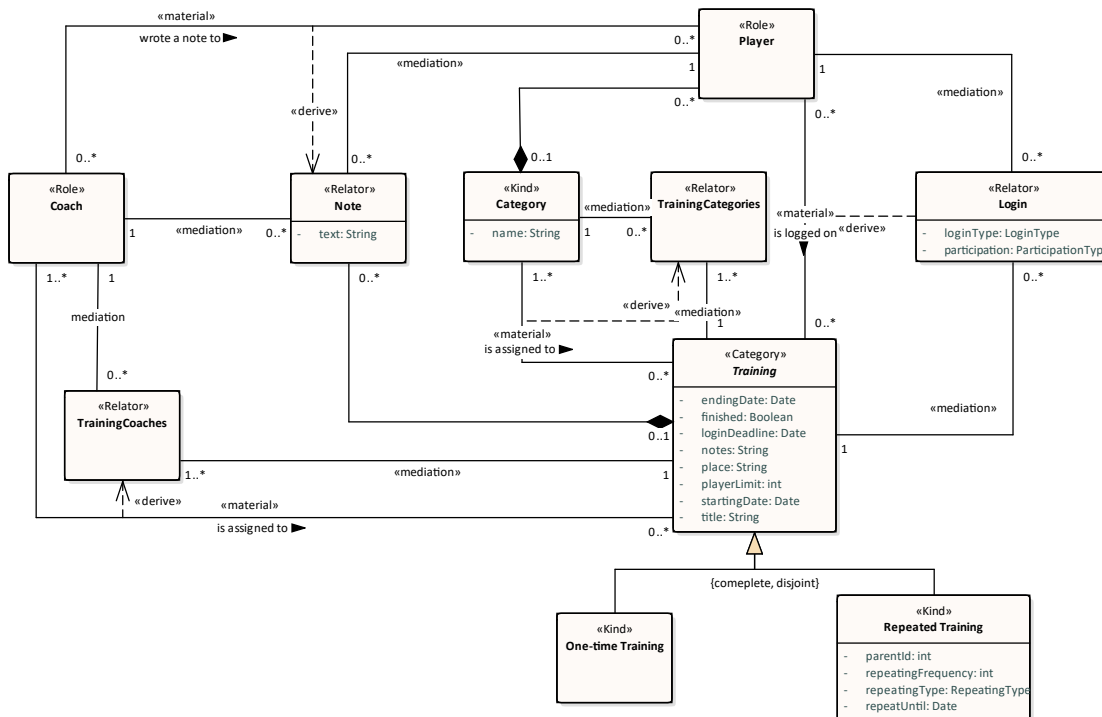 «material»
wrote a note to
0..*
«Role»
Player
«mediation»
1
1
0..*
0..*
«mediation»
«derive»
0..*
0..*
0..1
0..*
«Role»
Coach
«Relator»
Note
- text: String
«Kind»
Category
- name: String
«Relator»
TrainingCategories
«Relator»
Login
- loginType: LoginType
- participation: ParticipationTyp
1
«mediation»
0..*
«mediation»
1
0..*
«material»
is logged on
«derive»
1..*
1
0..*
1..*
1..*
0..*
mediation
«derive»
«mediation»
1
«material»
is assigned to
0..*
0..*
0..*
«Category»
Training
- endingDate: Date
- finished: Boolean
- loginDeadline: Date
- notes: String
- place: String
- playerLimit: int
- startingDate: Date
- title: String
«Relator»
TrainingCoaches
«mediation»
0..1
1
1..*
«mediation»
1
«derive»
«material»
is assigned to
0..*
{comeplete, disjoint}
«Kind»
One-time Training
«Kind»
Repeated Training
- parentId: int
- repeatingFrequency: int
- repeatingType: RepeatingType
- repeatUntil: Date